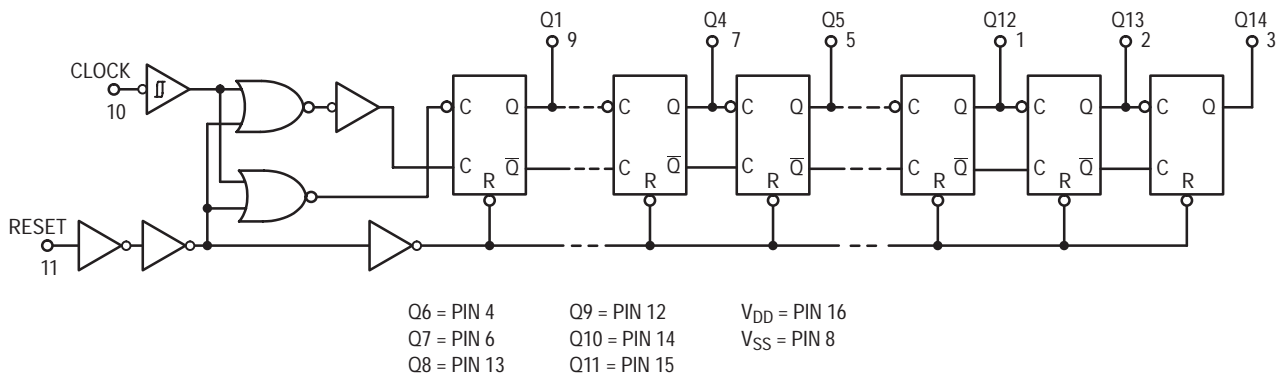 Q1 Q4 Q5 Q12 Q13 Q14
9 7 5 1 2 3
CLOCK
10
C Q C Q C Q C Q C Q C Q
C Q̅ C Q̅ C Q̅ C Q̅ C Q̅ C
R R R R R R
RESET
11
Q6 = PIN 4 Q9 = PIN 12 V_DD = PIN 16
Q7 = PIN 6 Q10 = PIN 14 V_SS = PIN 8
Q8 = PIN 13 Q11 = PIN 15